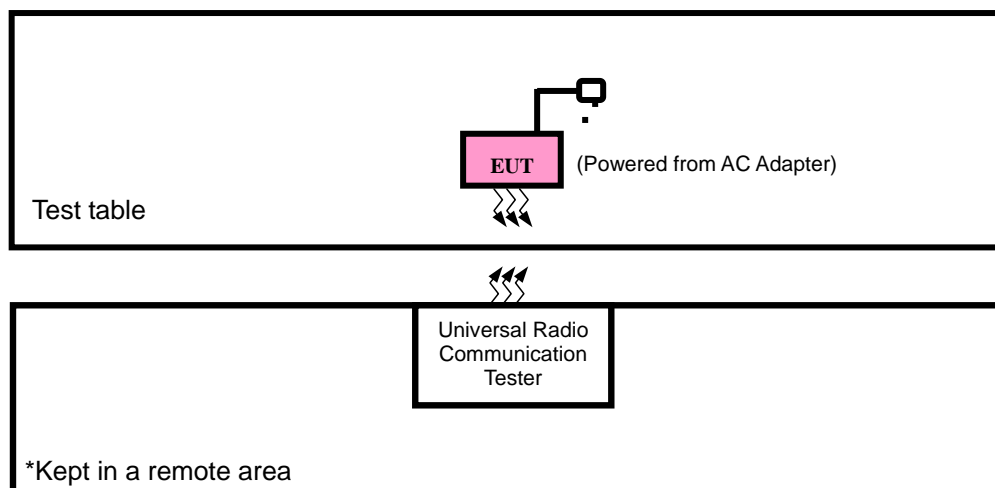 EUT
(Powered from AC Adapter)
Test table
Universal Radio
Communication
Tester
*Kept in a remote area